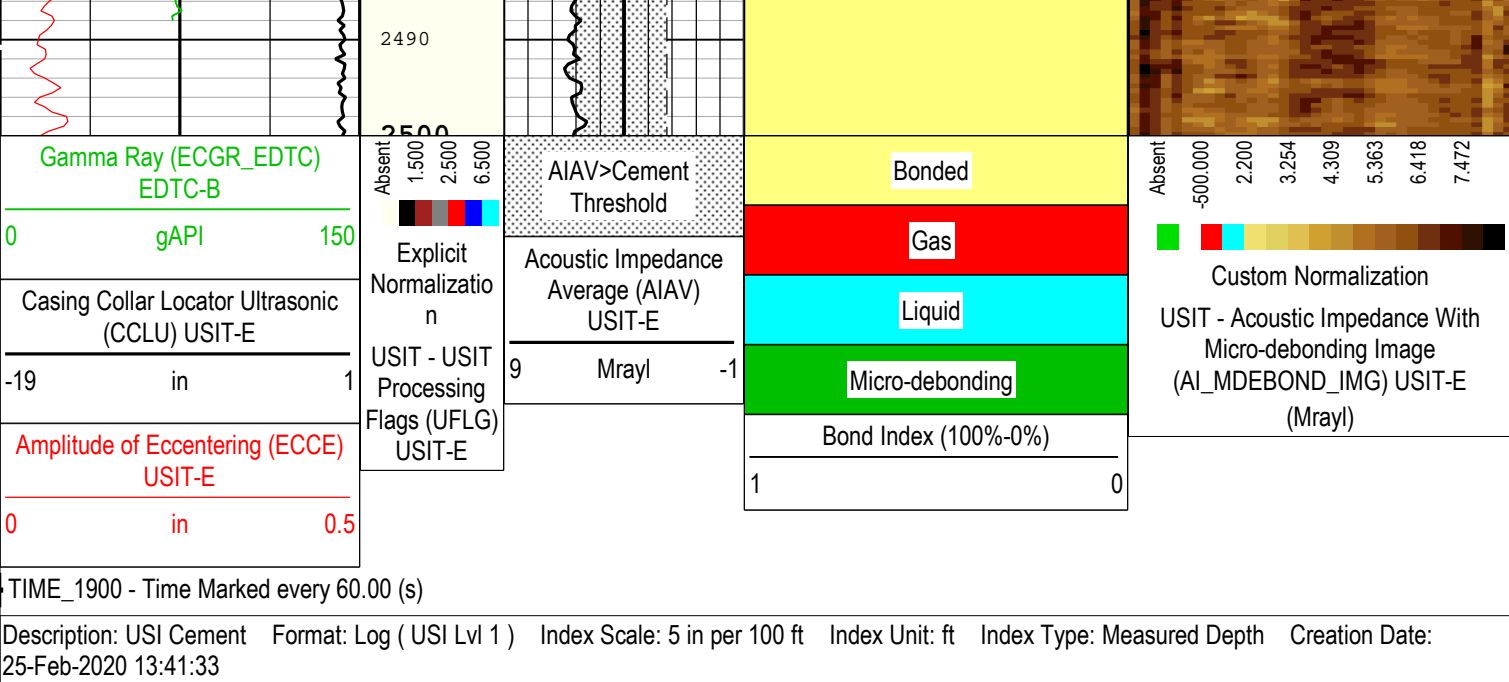 2490
2500
Gamma Ray (ECGR_EDTC)
EDTC-B
0 gAPI 150
Casing Collar Locator Ultrasonic
(CCLU) USIT-E
-19 in 1
Amplitude of Eccentering (ECCE)
USIT-E
0 in 0.5
Absent
1.500
2.500
6.500
Explicit
Normalizatio
n
USIT - USIT
Processing
Flags (UFLG)
USIT-E
AIAV>Cement
Threshold
Acoustic Impedance
Average (AIAV)
USIT-E
9 Mrayl -1
Bonded
Gas
Liquid
Micro-debonding
Bond Index (100%-0%)
1 0
Absent
-500.000
2.200
3.254
4.309
5.363
6.418
7.472
Custom Normalization
USIT - Acoustic Impedance With
Micro-debonding Image
(AI_MDEBOND_IMG) USIT-E
(Mrayl)
TIME_1900 - Time Marked every 60.00 (s)
Description: USI Cement Format: Log ( USI Lvl 1 ) Index Scale: 5 in per 100 ft Index Unit: ft Index Type: Measured Depth Creation Date:
25-Feb-2020 13:41:33